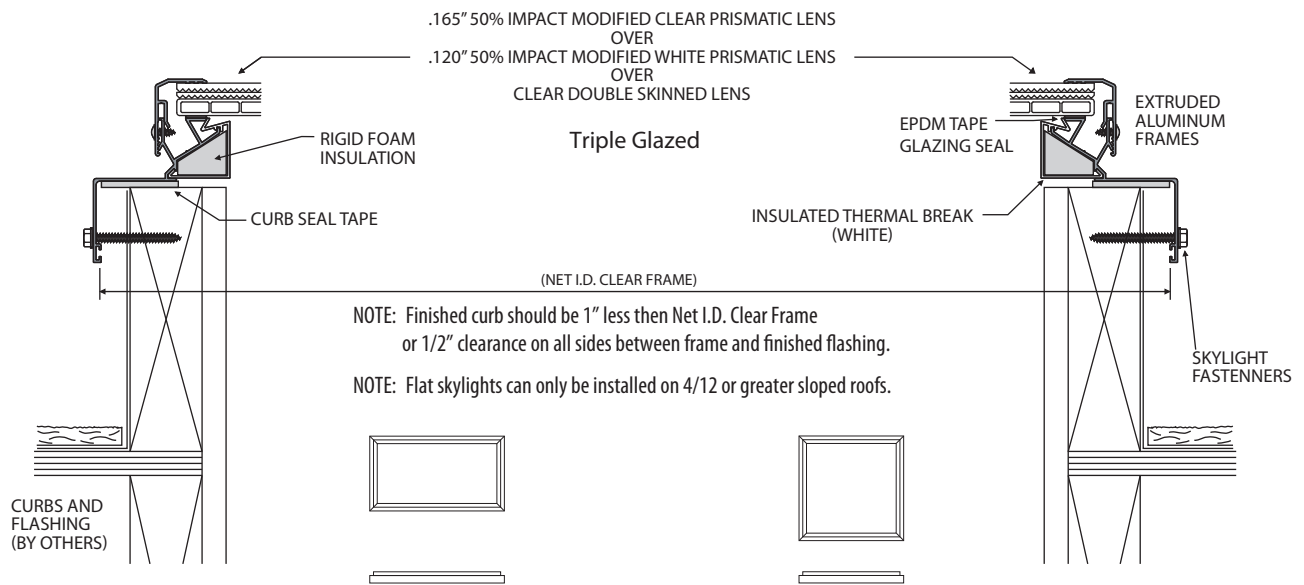 .165” 50% IMPACT MODIFIED CLEAR PRISMATIC LENS
OVER
.120” 50% IMPACT MODIFIED WHITE PRISMATIC LENS
OVER
CLEAR DOUBLE SKINNED LENS
Triple Glazed
RIGID FOAM
INSULATION
CURB SEAL TAPE
EPDM TAPE
GLAZING SEAL
EXTRUDED
ALUMINUM
FRAMES
INSULATED THERMAL BREAK
(WHITE)
(NET I.D. CLEAR FRAME)
NOTE: Finished curb should be 1” less then Net I.D. Clear Frame
or 1/2” clearance on all sides between frame and finished flashing.
NOTE: Flat skylights can only be installed on 4/12 or greater sloped roofs.
SKYLIGHT
FASTENNERS
CURBS AND
FLASHING
(BY OTHERS)